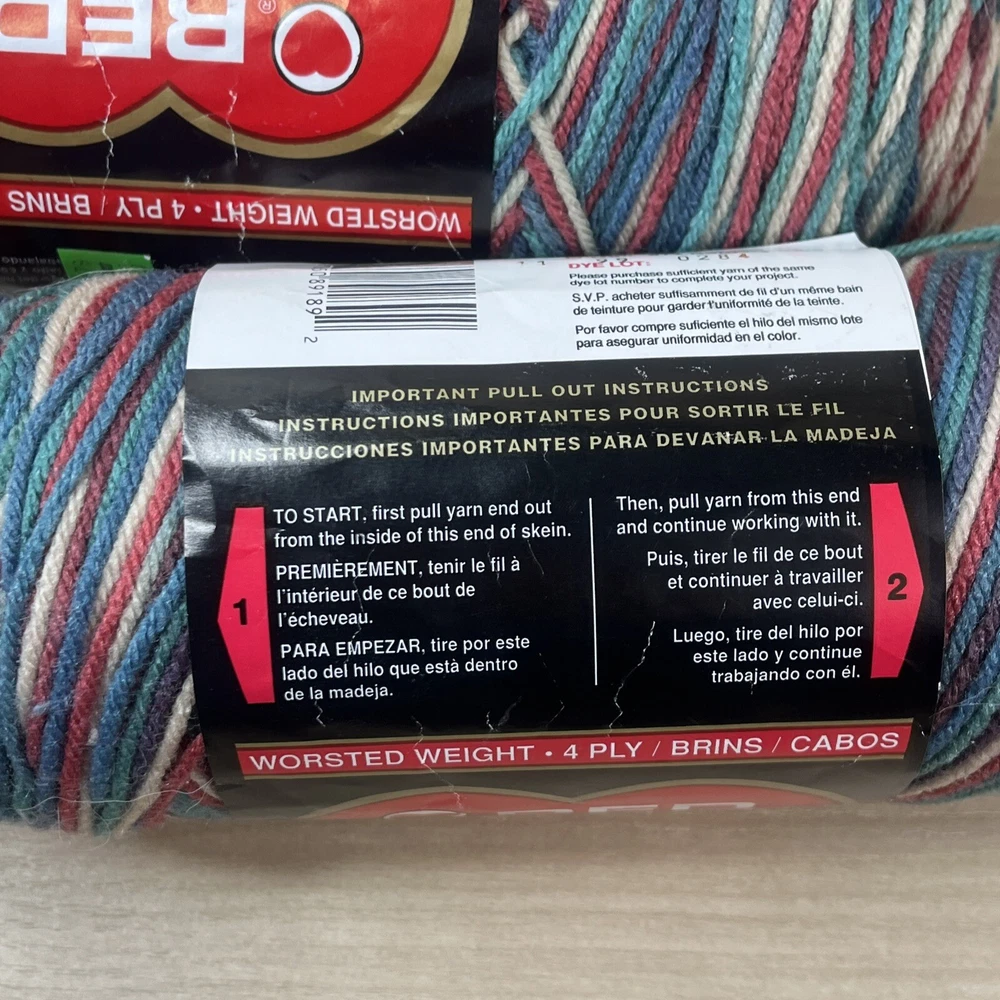 RED
®
WORSTED WEIGHT • 4 PLY / BRINS
DYE LOT:
Please purchase sufficient yarn of the same
dye lot number to complete your project.
S.V.P. acheter suffisamment de fil d'un même bain
de teinture pour garder l'uniformité de la teinte.
Por favor compre suficiente el hilo del mismo lote
para asegurar uniformidad en el color.
2
IMPORTANT PULL OUT INSTRUCTIONS
INSTRUCTIONS IMPORTANTES POUR SORTIR LE FIL
INSTRUCCIONES IMPORTANTES PARA DEVANAR LA MADEJA
1
TO START, first pull yarn end out
from the inside of this end of skein.
PREMIÈREMENT, tenir le fil à
l'intérieur de ce bout de
l'écheveau.
PARA EMPEZAR, tire por este
lado del hilo que està dentro
de la madeja.
Then, pull yarn from this end
and continue working with it.
Puis, tirer le fil de ce bout
et continuer à travailler
avec celui-ci.
Luego, tire del hilo por
este lado y continue
trabajando con él.
2
WORSTED WEIGHT • 4 PLY / BRINS / CABOS